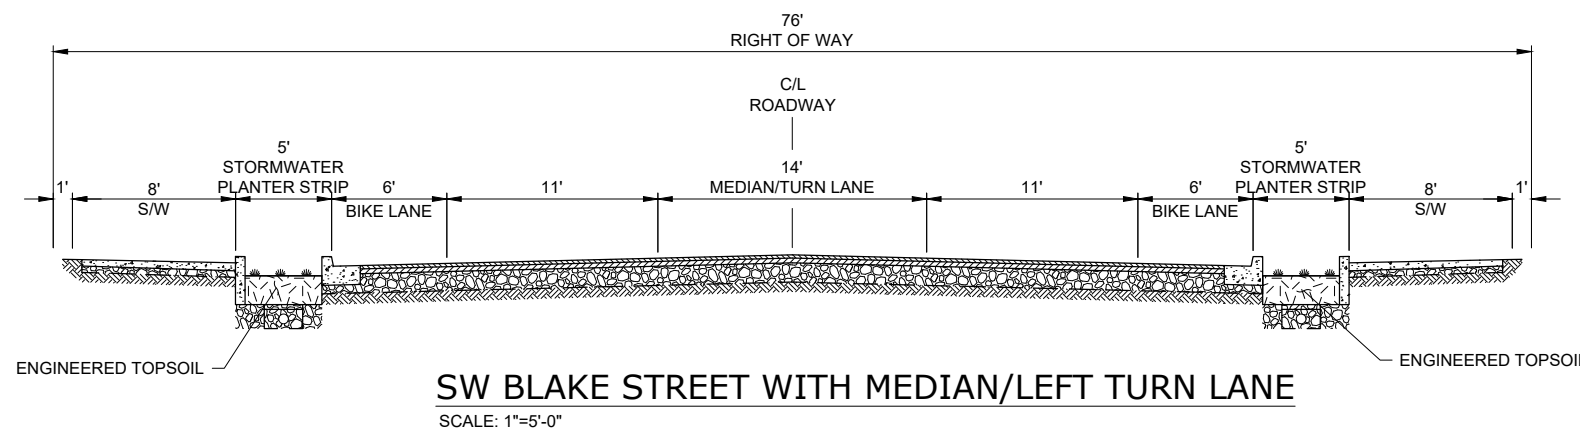 76'
RIGHT OF WAY
C/L
ROADWAY
5'
STORMWATER
PLANTER STRIP
14'
MEDIAN/TURN LANE
5'
STORMWATER
PLANTER STRIP
1'
8'
S/W
6'
BIKE LANE
11'
11'
6'
BIKE LANE
8'
S/W
1'
ENGINEERED TOPSOIL
ENGINEERED TOPSOIL
SW BLAKE STREET WITH MEDIAN/LEFT TURN LANE
SCALE: 1"=5'-0"